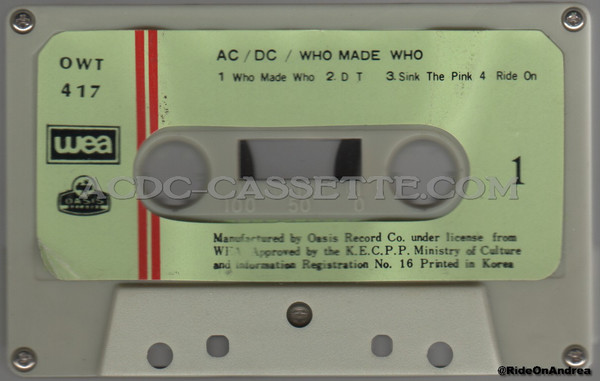 OWT
417
AC/DC/WHO MADE WHO
1 Who Made Who 2. D T 3. Sink The Pink 4 Ride On
wea
OASIS
ACDC-CASSETTE.COM
100 50 0
1
Manufactured by Oasis Record Co. under license from
WEA Approved by the K.E.C.P.P. Ministry of Culture
and information Registration No. 16 Printed in Korea
@RideOnAndrea